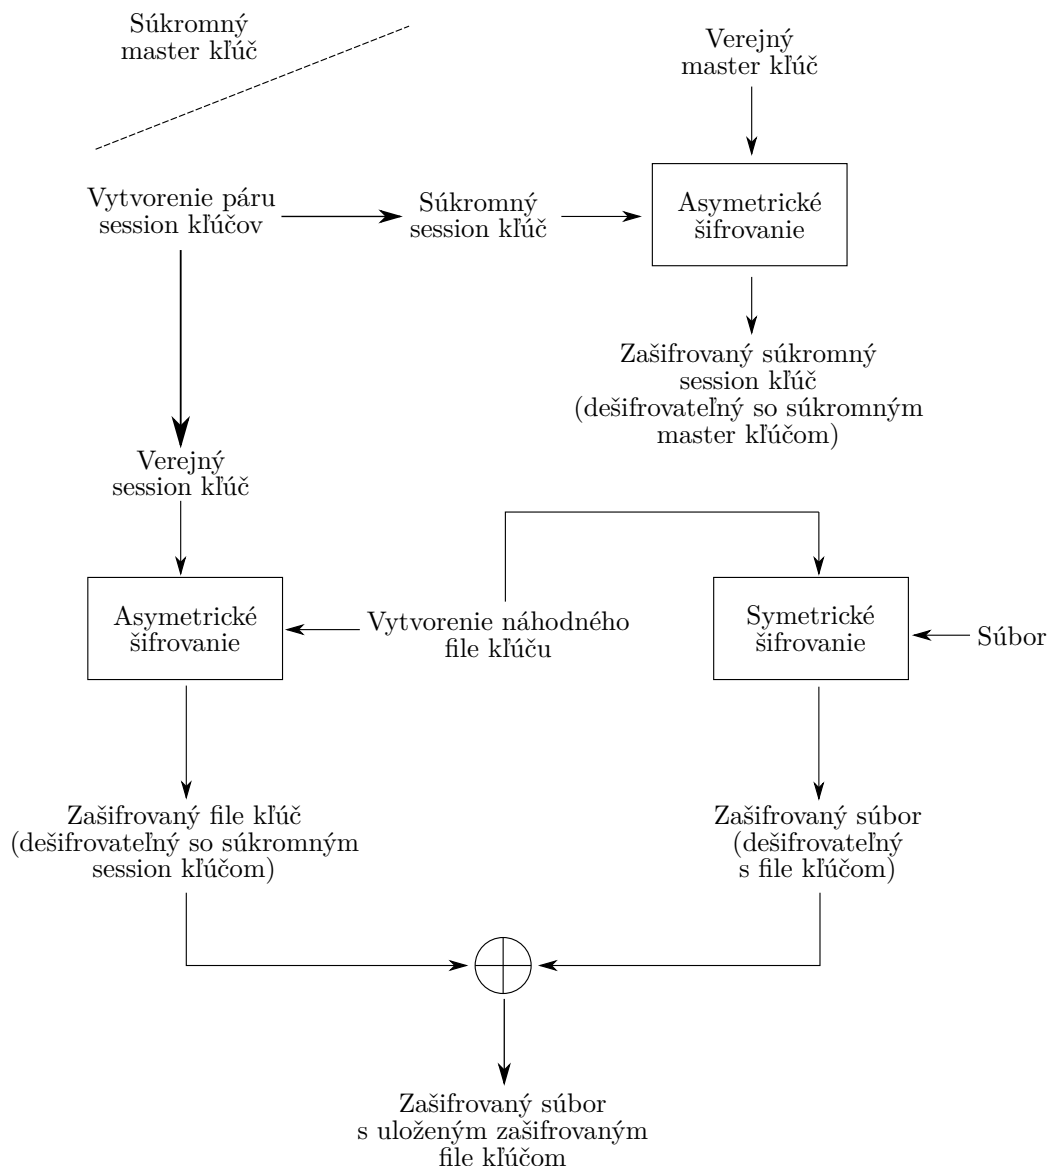 Súkromný
master kľúč
Verejný
master kľúč
Vytvorenie páru
session kľúčov
Súkromný
session kľúč
Asymetrické
šifrovanie
Zašifrovaný súkromný
session kľúč
(dešifrovateľný so súkromným
master kľúčom)
Verejný
session kľúč
Asymetrické
šifrovanie
Vytvorenie náhodného
file kľúču
Symetrické
šifrovanie
Súbor
Zašifrovaný file kľúč
(dešifrovateľný so súkromným
session kľúčom)
Zašifrovaný súbor
(dešifrovateľný
s file kľúčom)
Zašifrovaný súbor
s uloženým zašifrovaným
file kľúčom